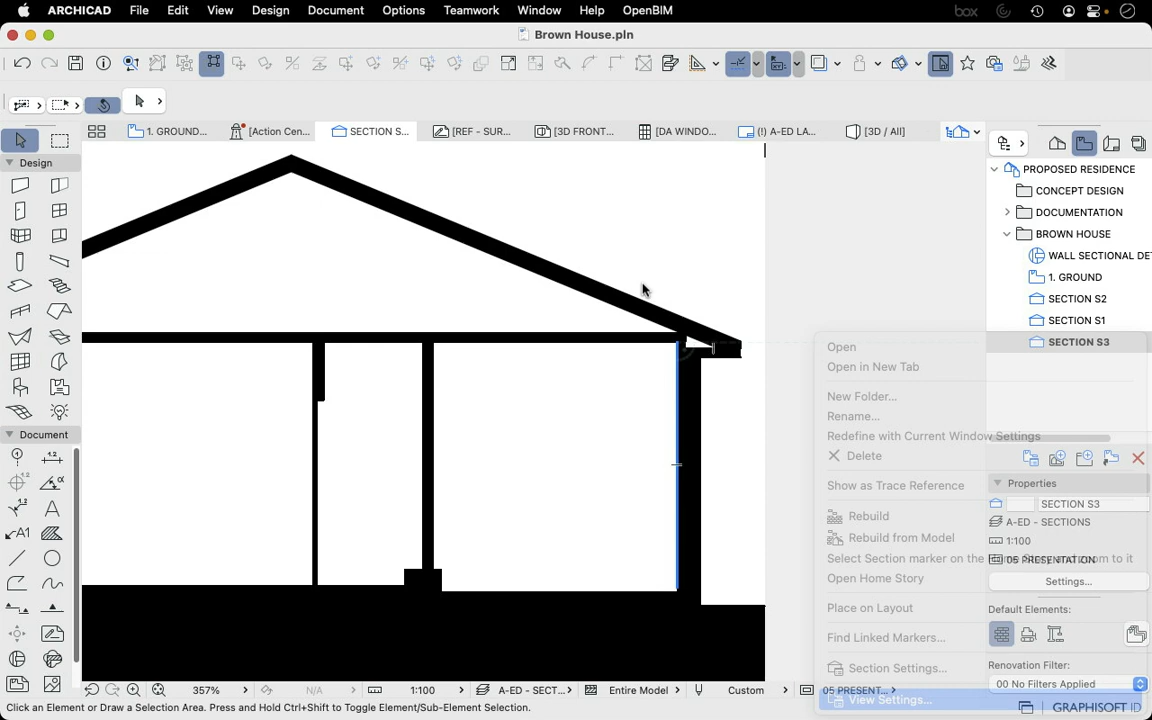 ARCHICAD File Edit View Design Document Options Teamwork Window Help OpenBIM
box
Brown House.pln
1. GROUND...
[Action Cen...
SECTION S...
[REF - SUR...
[3D FRONT...
[DA WINDO...
(!) A-ED LA...
[3D / All]
Design
PROPOSED RESIDENCE
CONCEPT DESIGN
DOCUMENTATION
BROWN HOUSE
WALL SECTIONAL DE
1. GROUND
SECTION S2
SECTION S1
SECTION S3
Open
Open in New Tab
New Folder...
Rename...
Redefine with Current Window Settings
Delete
Show as Trace Reference
Rebuild
Rebuild from Model
Open Home Story
Place on Layout
Find Linked Markers...
Section Settings...
View Settings...
Properties
SECTION S3
A-ED - SECTIONS
1:100
05 PRESENTATION
Settings...
Default Elements:
Renovation Filter:
00 No Filters Applied
Document
1.2
A1
357% N/A 1:100 A-ED - SECT... Entire Model Custom 05 PRESENT...
Click an Element or Draw a Selection Area. Press and Hold Ctrl+Shift to Toggle Element/Sub-Element Selection.
GRAPHISOFT ID